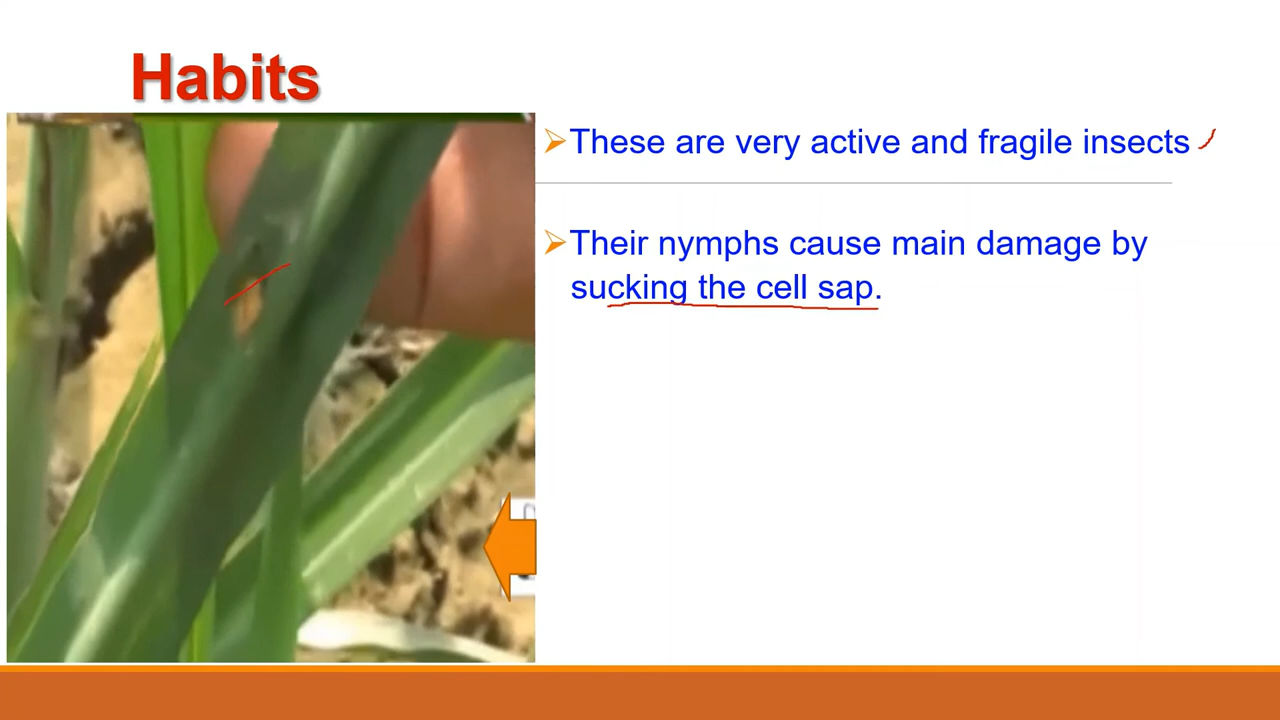 Habits
These are very active and fragile insects
Their nymphs cause main damage by
sucking the cell sap.